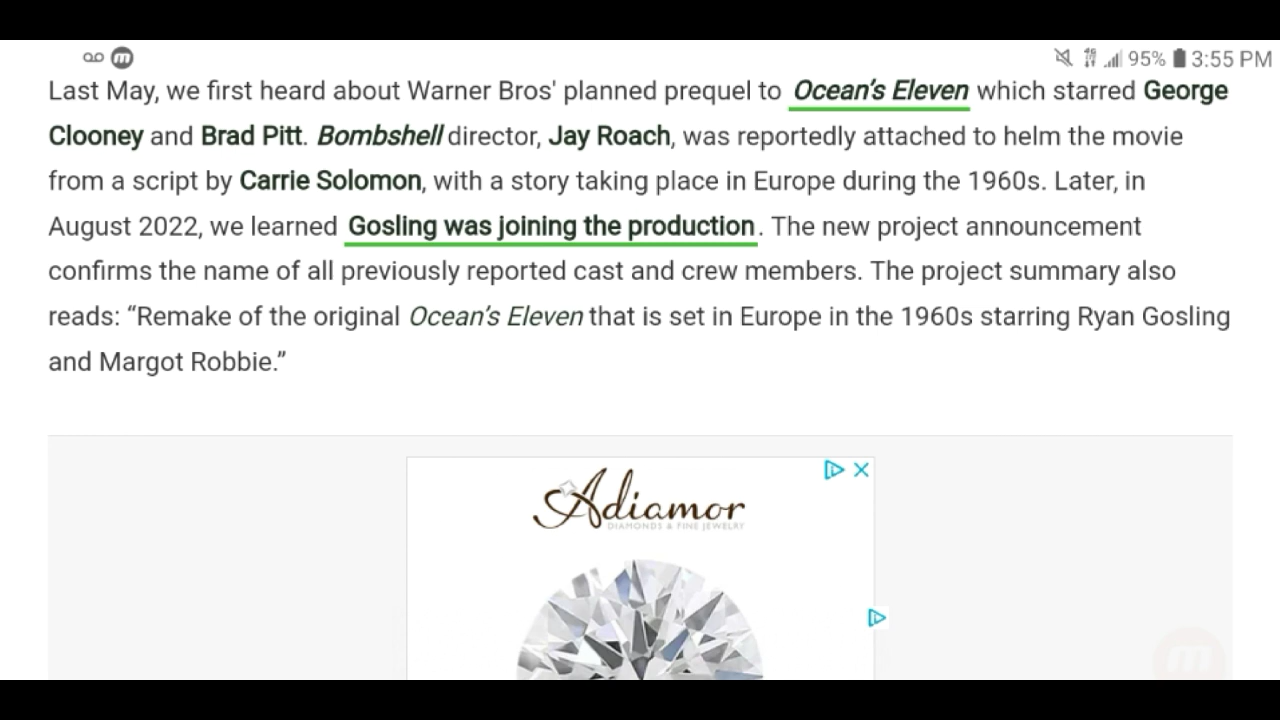 95% 3:55 PM
Last May, we first heard about Warner Bros' planned prequel to Ocean's Eleven which starred George
Clooney and Brad Pitt. Bombshell director, Jay Roach, was reportedly attached to helm the movie
from a script by Carrie Solomon, with a story taking place in Europe during the 1960s. Later, in
August 2022, we learned Gosling was joining the production. The new project announcement
confirms the name of all previously reported cast and crew members. The project summary also
reads: “Remake of the original Ocean's Eleven that is set in Europe in the 1960s starring Ryan Gosling
and Margot Robbie.”
Adiamor
DIAMONDS & FINE JEWELRY